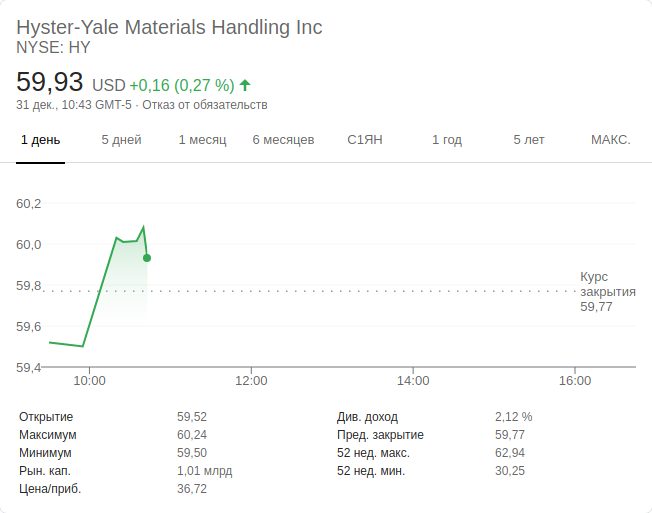 Hyster-Yale Materials Handling Inc
NYSE: HY
59,93 USD +0,16 (0,27 %)
31 дек., 10:43 GMT-5 · Отказ от обязательств
1 день 5 дней 1 месяц 6 месяцев С1ЯН 1 год 5 лет МАКС.
60,2
60,0
59,8
59,6
59,4
Курс
закрытия
59,77
10:00 12:00 14:00 16:00
Открытие 59,52
Максимум 60,24
Минимум 59,50
Рын. кап. 1,01 млрд
Цена/приб. 36,72
Див. доход 2,12 %
Пред. закрытие 59,77
52 нед. макс. 62,94
52 нед. мин. 30,25